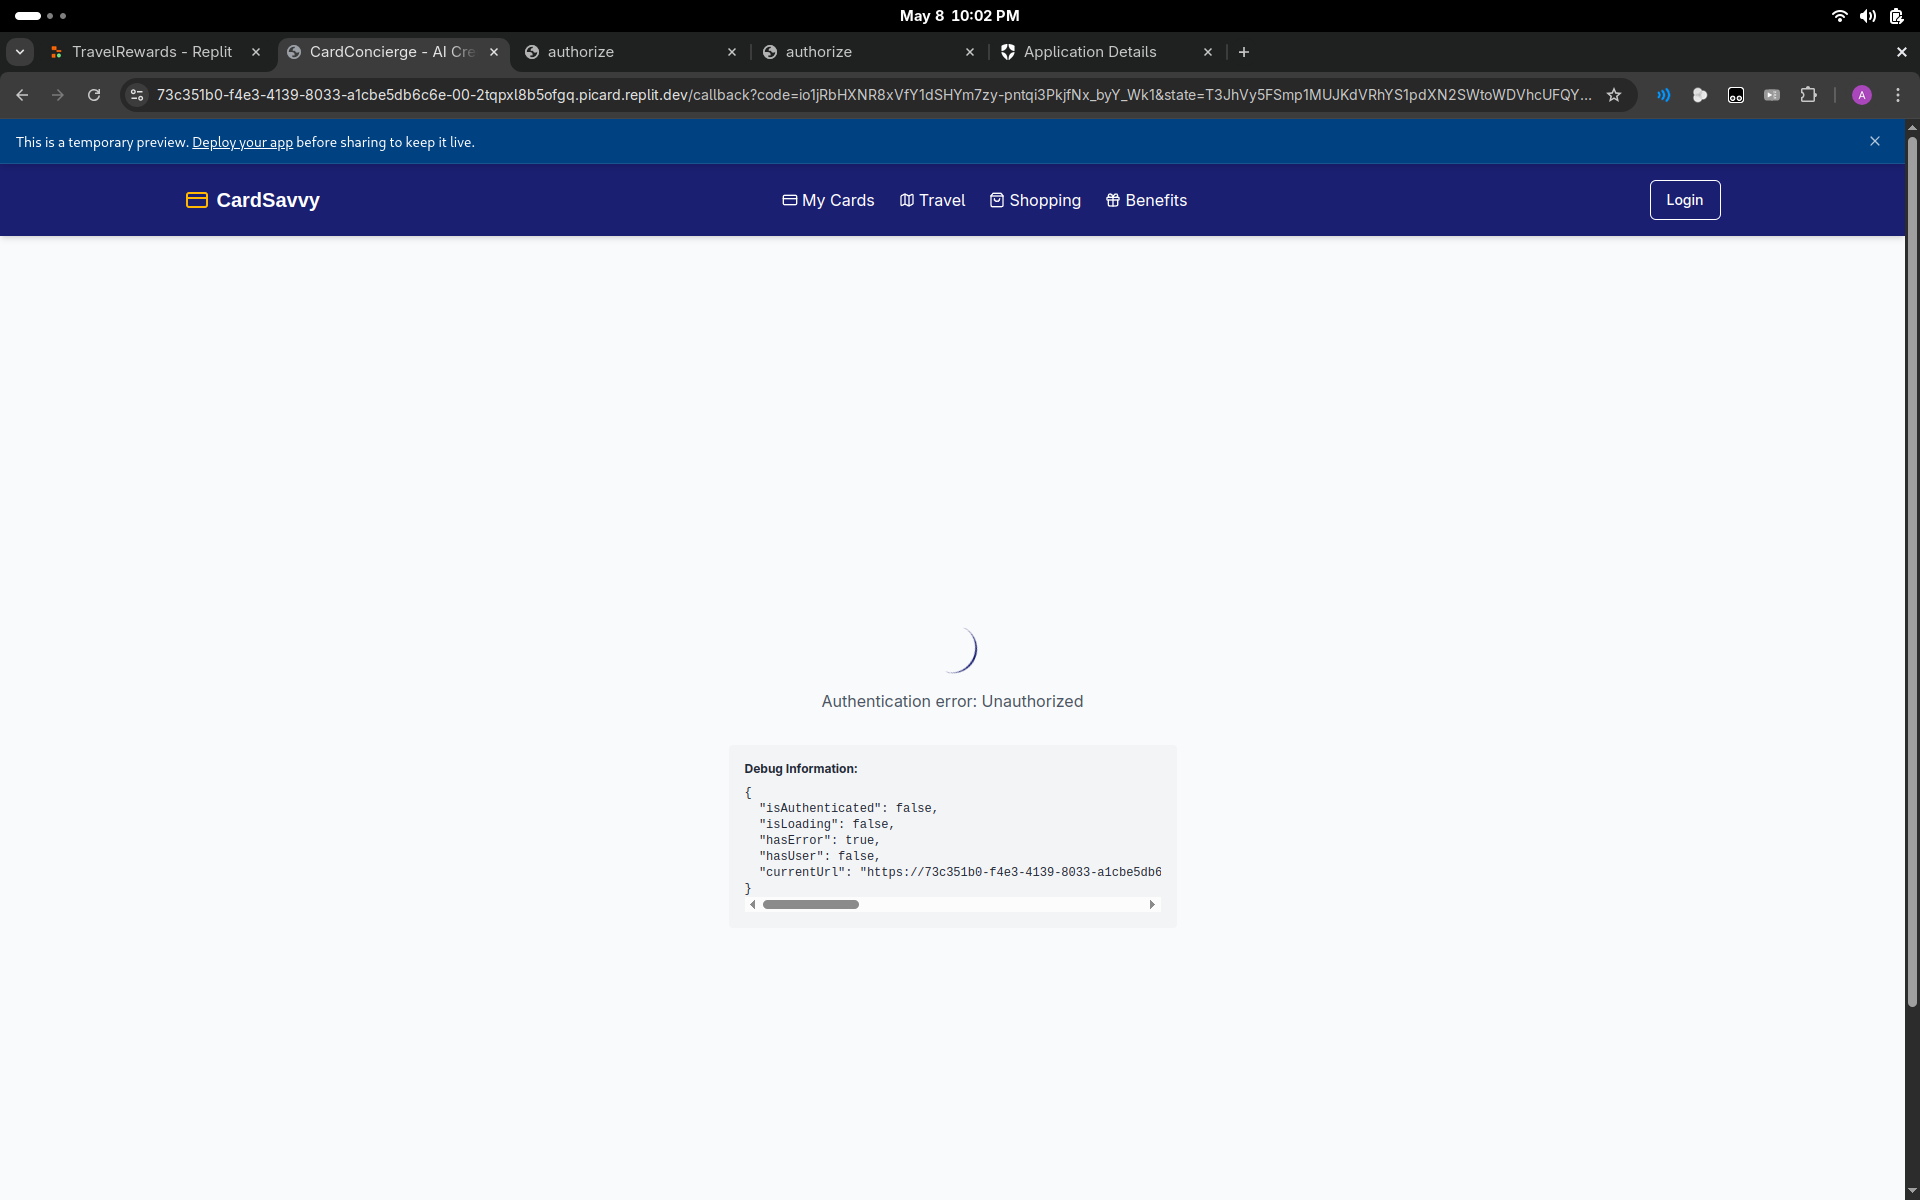 May 8 10:02 PM
TravelRewards - Replit
CardConcierge - AI Cre
authorize
authorize
Application Details
73c351b0-f4e3-4139-8033-a1cbe5db6c6e-00-2tqpxl8b5ofgq.picard.replit.dev/callback?code=io1jRbHXNR8xVfY1dSHYm7zy-pntqi3PkjfNx_byY_Wk1&state=T3JhVy5FSmp1MUJKdVRhYS1pdXN2SWtoWDVhcUFQY...
A
This is a temporary preview. Deploy your app before sharing to keep it live.
CardSavvy
My Cards
Travel
Shopping
Benefits
Login
Authentication error: Unauthorized
Debug Information:
{
"isAuthenticated": false,
"isLoading": false,
"hasError": true,
"hasUser": false,
"currentUrl": "https://73c351b0-f4e3-4139-8033-a1cbe5db6
}